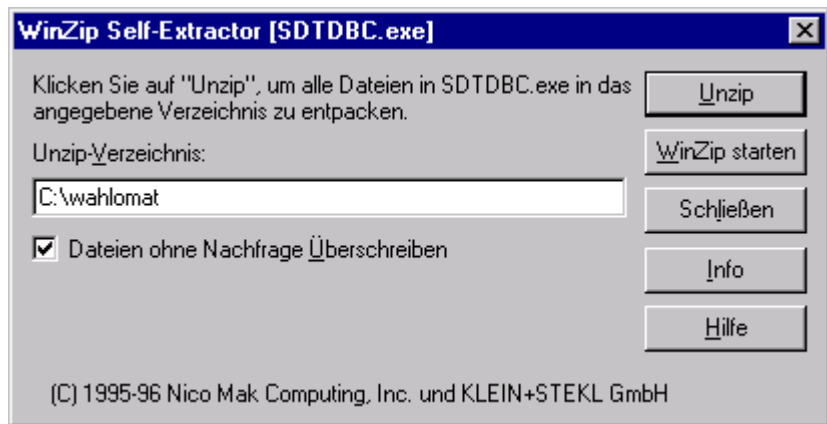 WinZip Self-Extractor [SDTDBC.exe]
Klicken Sie auf "Unzip", um alle Dateien in SDTDBC.exe in das
angegebene Verzeichnis zu entpacken.
Unzip-Verzeichnis:
C:\wahlomat
Dateien ohne Nachfrage Überschreiben
Unzip
WinZip starten
Schließen
Info
Hilfe
(C) 1995-96 Nico Mak Computing, Inc. und KLEIN+STEKL GmbH